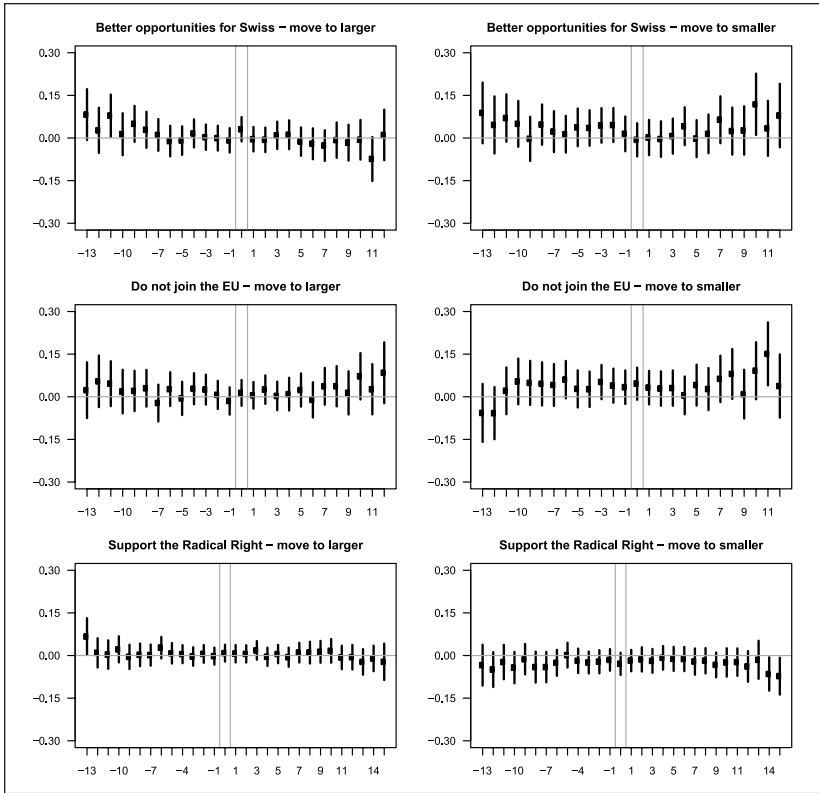 Better opportunities for Swiss − move to larger
0.30
0.15
0.00
−0.15
−0.30
−13 −10 −7 −5 −3 −1 1 3 5 7 9 11
Better opportunities for Swiss − move to smaller
0.30
0.15
0.00
−0.15
−0.30
−13 −10 −7 −5 −3 −1 1 3 5 7 9 11
Do not join the EU − move to larger
0.30
0.15
0.00
−0.15
−0.30
−13 −10 −7 −5 −3 −1 1 3 5 7 9 11
Do not join the EU − move to smaller
0.30
0.15
0.00
−0.15
−0.30
−13 −10 −7 −5 −3 −1 1 3 5 7 9 11
Support the Radical Right − move to larger
0.30
0.15
0.00
−0.15
−0.30
−13 −10 −7 −4 −1 1 3 5 7 9 11 14
Support the Radical Right − move to smaller
0.30
0.15
0.00
−0.15
−0.30
−13 −10 −7 −4 −1 1 3 5 7 9 11 14